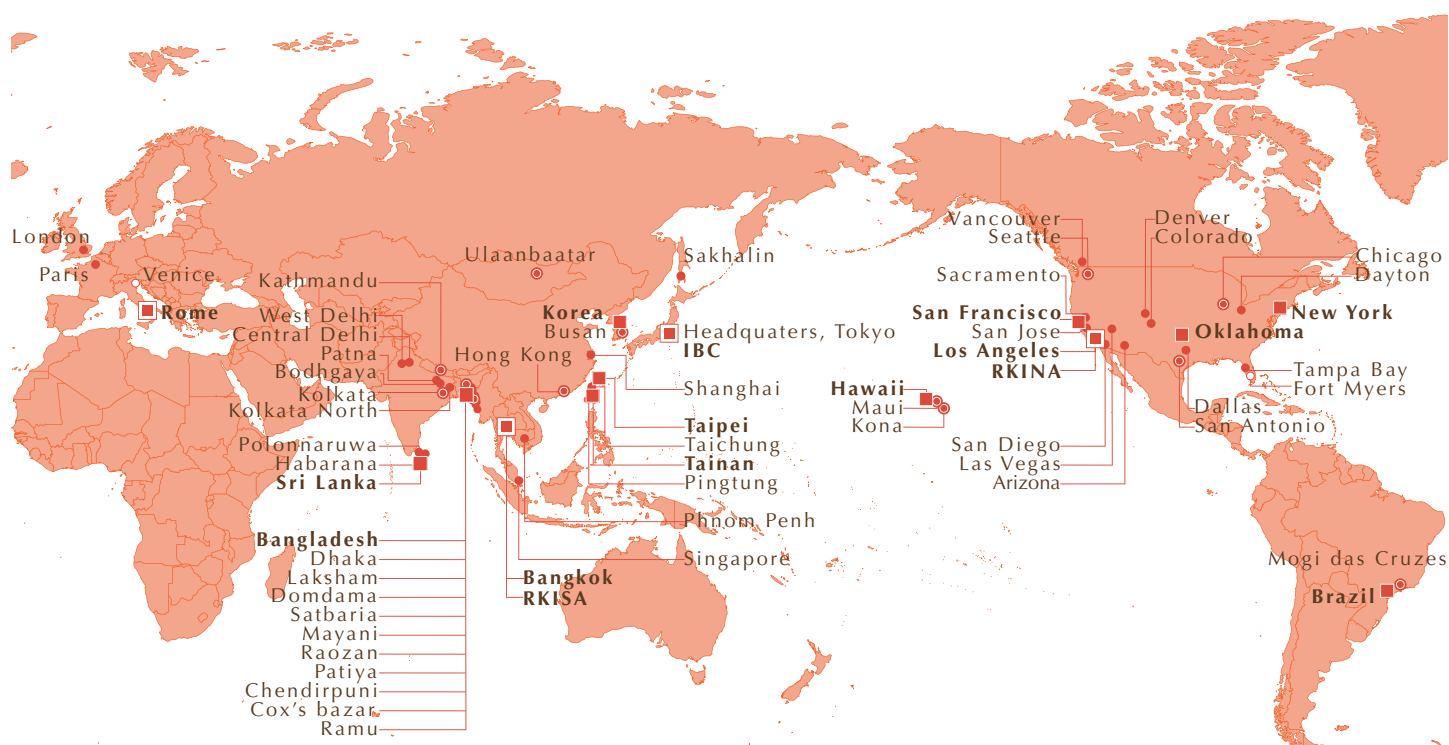 London
Paris
Venice
Rome
Kathmandu
West Delhi
Central Delhi
Patna
Bodhgaya
Kolkata
Kolkata North
Polonnaruwa
Habarana
Sri Lanka
Bangladesh
Dhaka
Laksham
Domdama
Satbaria
Mayani
Raozan
Patiya
Chendirpuni
Cox's bazar
Ramu
Ulaanbaatar
Sakhalin
Korea
Busan
Headquaters, Tokyo
IBC
Hong Kong
Shanghai
Taipei
Taichung
Tainan
Pingtung
Phnom Penh
Singapore
Bangkok
RKISA
Hawaii
Maui
Kona
Vancouver
Seattle
Sacramento
San Francisco
San Jose
Los Angeles
RKINA
San Diego
Las Vegas
Arizona
Denver
Colorado
Chicago
Dayton
New York
Oklahoma
Tampa Bay
Fort Myers
Dallas
San Antonio
Mogi das Cruzes
Brazil